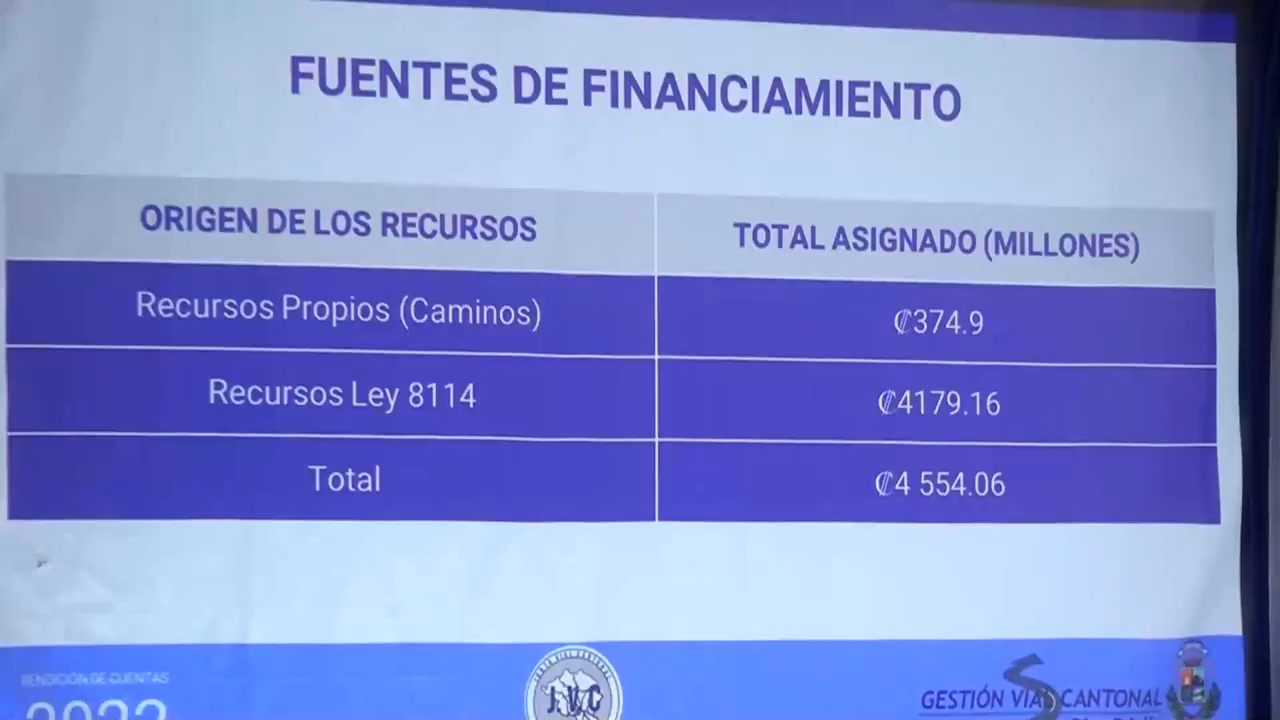 FUENTES DE FINANCIAMIENTO
ORIGEN DE LOS RECURSOS
TOTAL ASIGNADO (MILLONES)
Recursos Propios (Caminos)
₡374.9
Recursos Ley 8114
₡4179.16
Total
₡4 554.06
RENDICIÓN DE CUENTAS
JVC
GESTIÓN VIAL CANTONAL